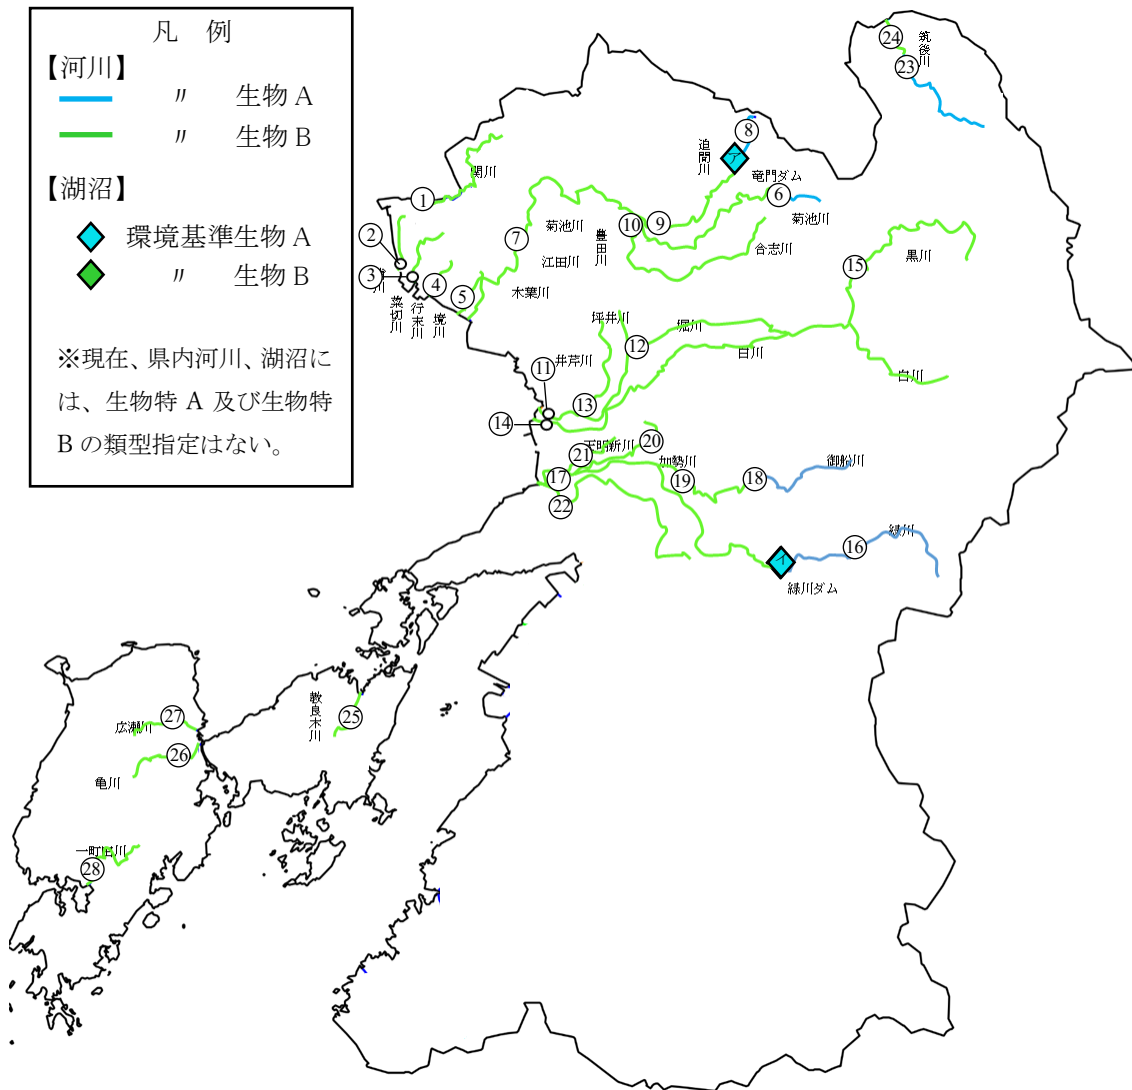 凡 例
【河川】
〃 生物 A
〃 生物 B
【湖沼】
環境基準生物 A
〃 生物 B
※現在、県内河川、湖沼に
は、生物特 A 及び生物特
B の類型指定はない。
24
筑後川
23
8
ア
迫間川
竜門ダム
6
菊池川
関川
1
7
菊池川
豊田川
10
9
合志川
江田川
2
3
4
5
木葉川
菜切川
行末川
境川
15
黒川
坪井川
堀川
12
白川
白川
井芹川
11
13
14
天明新川
20
21
加勢川
御船川
17
19
18
22
16
緑川
イ
緑川ダム
教良木川
25
27
広瀬川
26
亀川
一町田川
28